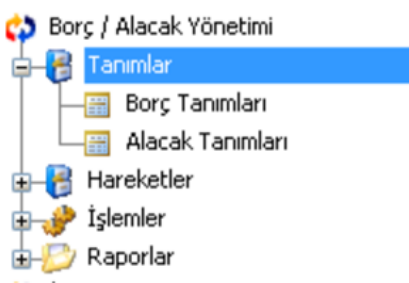 Borç / Alacak Yönetimi
Tanımlar
Borç Tanımları
Alacak Tanımları
Hareketler
İşlemler
Raporlar